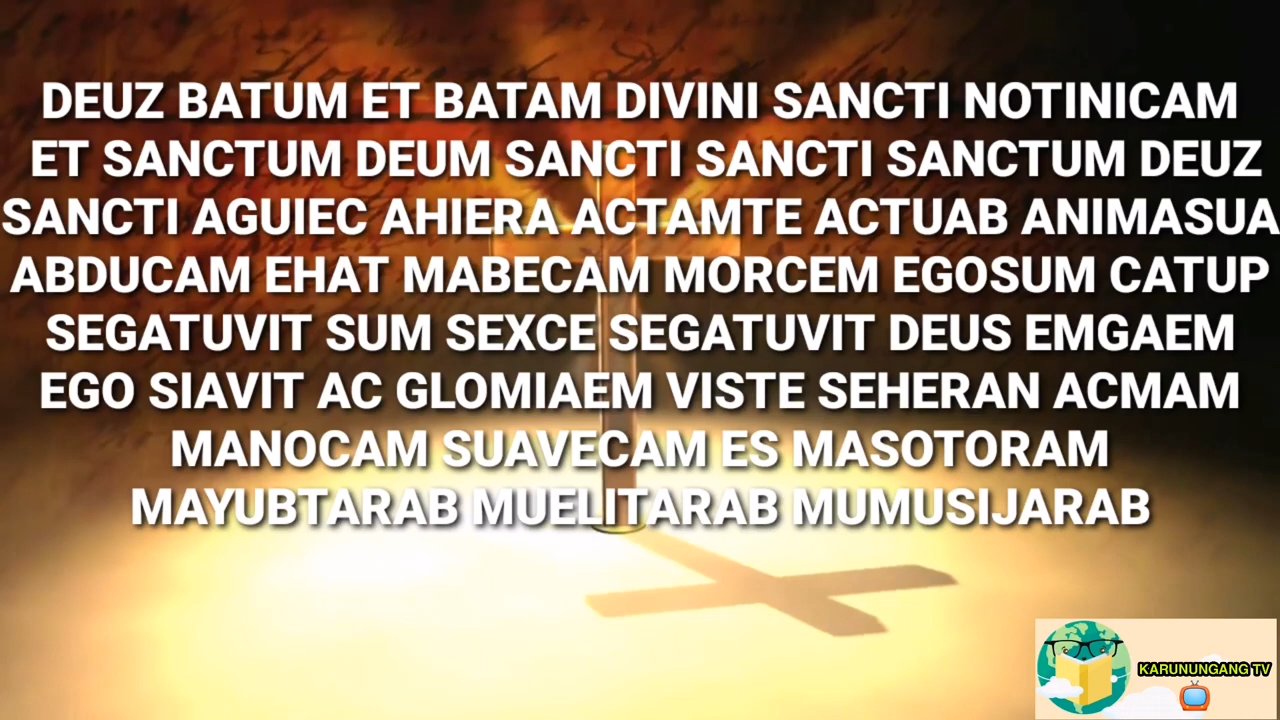 DEUZ BATUM ET BATAM DIVINI SANCTI NOTINICAM
ET SANCTUM DEUM SANCTI SANCTI SANCTUM DEUZ
SANCTI AGUIEC AHIERA ACTAMTE ACTUAB ANIMASUA
ABDUCAM EHAT MABECAM MORCEM EGOSUM CATUP
SEGATUVIT SUM SEXCE SEGATUVIT DEUS EMGAEM
EGO SIAVIT AC GLOMIAEM VISTE SEHERAN ACMAM
MANOCAM SUAVECAM ES MASOTORAM
MAYUBTARAB MUELITARAB MUMUSIJARAB
KARUNUNGANG TV